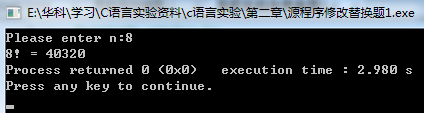 E:\华科\学习\C语言实验资料\c语言实验\第二章\源程序修改替换题1.exe
Please enter n:8
8! = 40320
Process returned 0 (0x0)   execution time : 2.980 s
Press any key to continue.